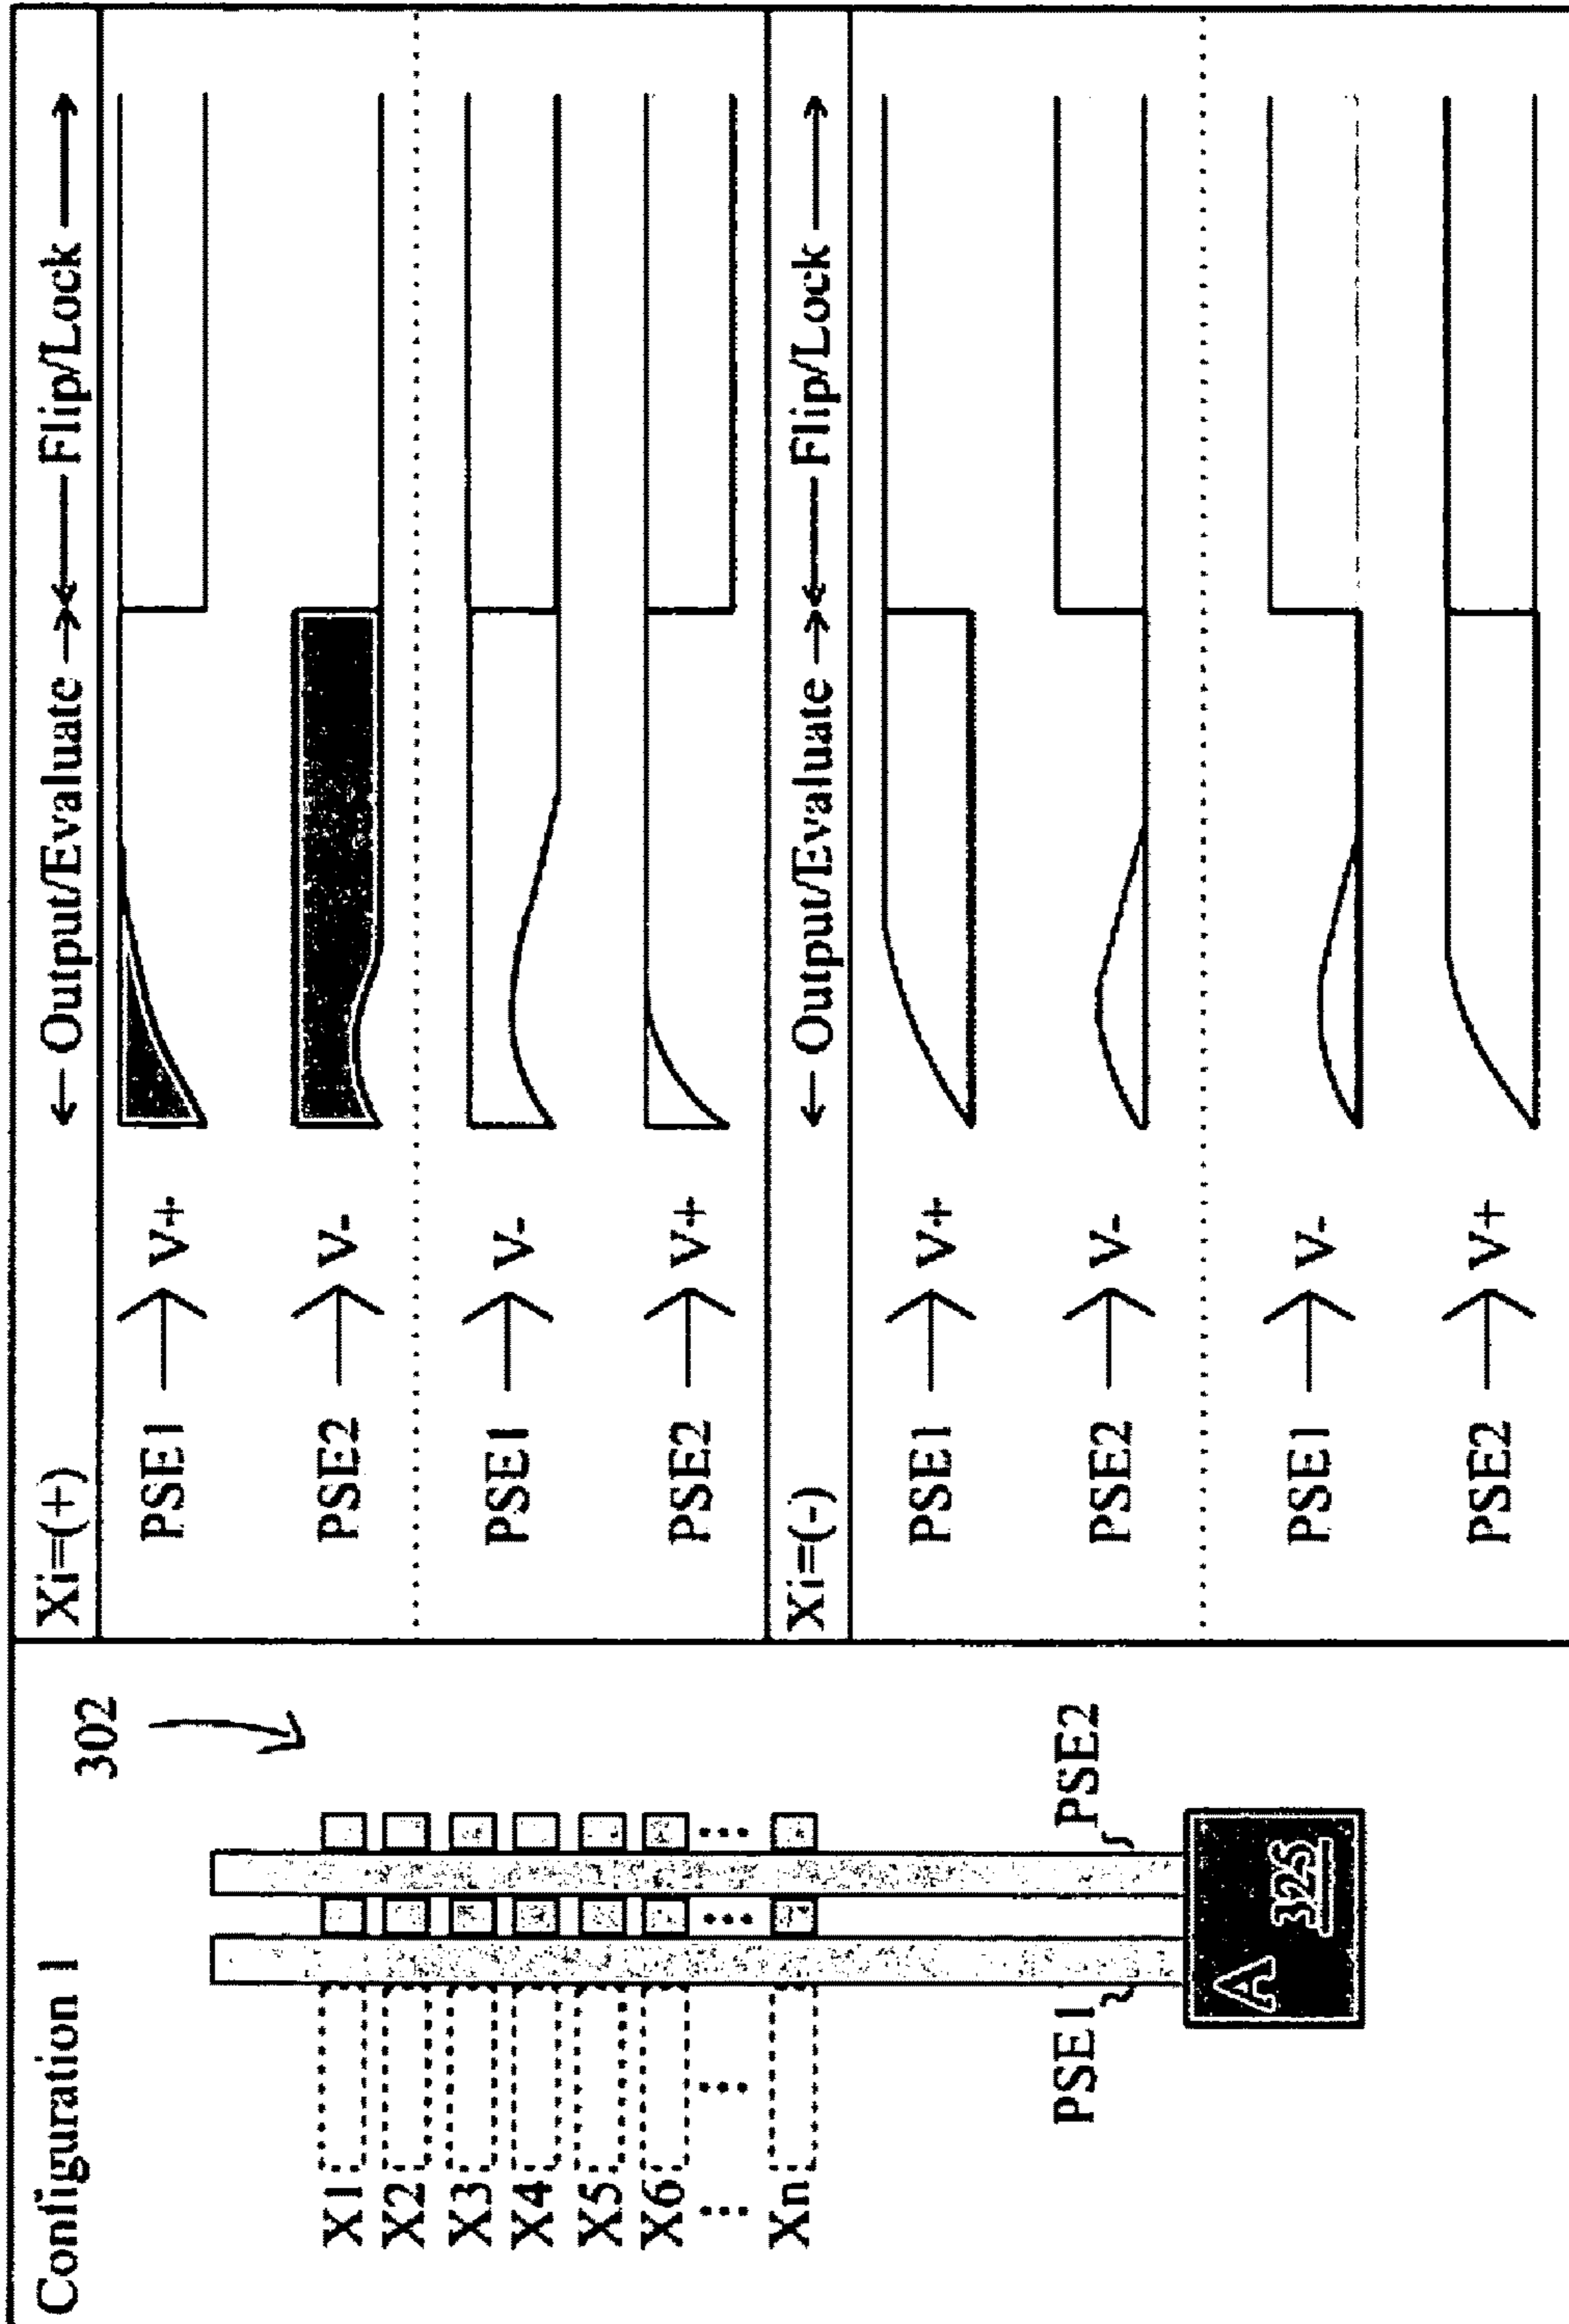 Configuration 1
302
X1
X2
X3
X4
X5
X6
Xn
PSE1
PSE2
A
325
Xi=(+)
← Output/Evaluate →← Flip/Lock →
PSE1 → V+
PSE2 → V-
PSE1 → V-
PSE2 → V+
Xi=(-)
← Output/Evaluate →← Flip/Lock →
PSE1 → V+
PSE2 → V-
PSE1 → V-
PSE2 → V+